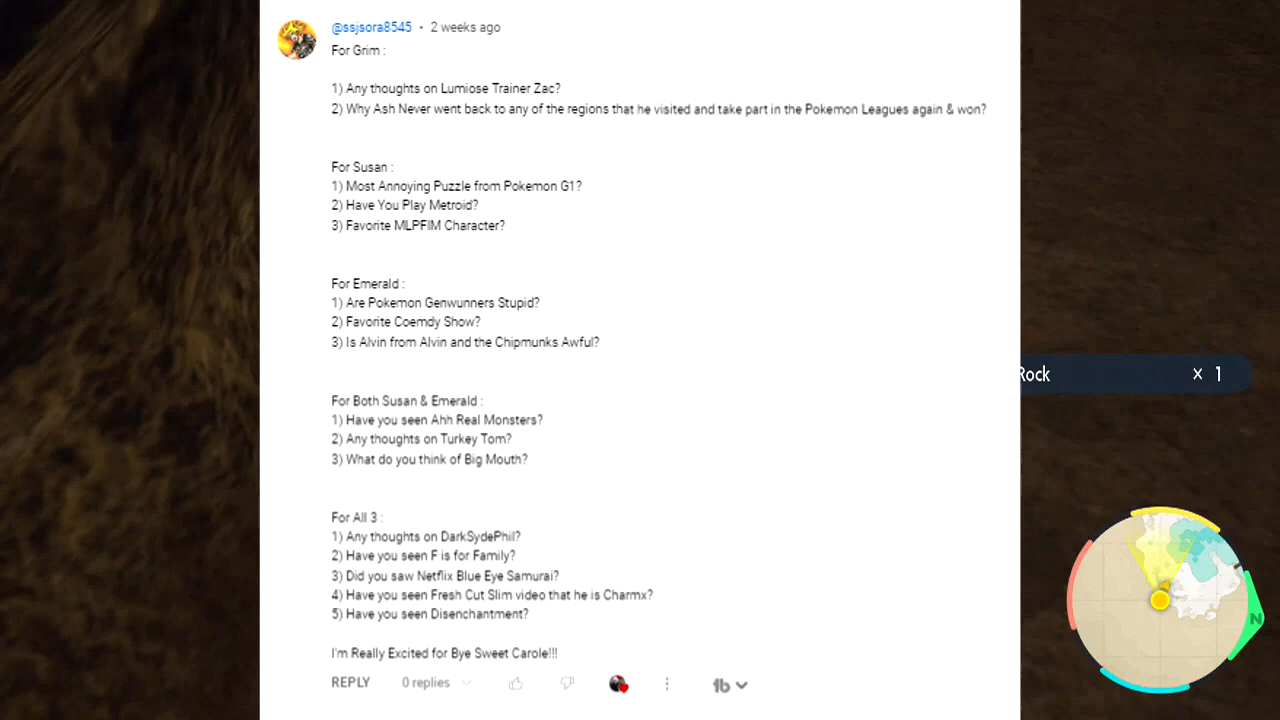 @ssjsora8545 • 2 weeks ago
For Grim :
1) Any thoughts on Lumiose Trainer Zac?
2) Why Ash Never went back to any of the regions that he visited and take part in the Pokemon Leagues again & won?
For Susan :
1) Most Annoying Puzzle from Pokemon G1?
2) Have You Play Metroid?
3) Favorite MLPFIM Character?
For Emerald :
1) Are Pokemon Genwunners Stupid?
2) Favorite Coemdy Show?
3) Is Alvin from Alvin and the Chipmunks Awful?
For Both Susan & Emerald :
1) Have you seen Ahh Real Monsters?
2) Any thoughts on Turkey Tom?
3) What do you think of Big Mouth?
For All 3 :
1) Any thoughts on DarkSydePhil?
2) Have you seen F is for Family?
3) Did you saw Netflix Blue Eye Samurai?
4) Have you seen Fresh Cut Slim video that he is Charmx?
5) Have you seen Disenchantment?
I'm Really Excited for Bye Sweet Carole!!!
REPLY 0 replies
Rock × 1
N